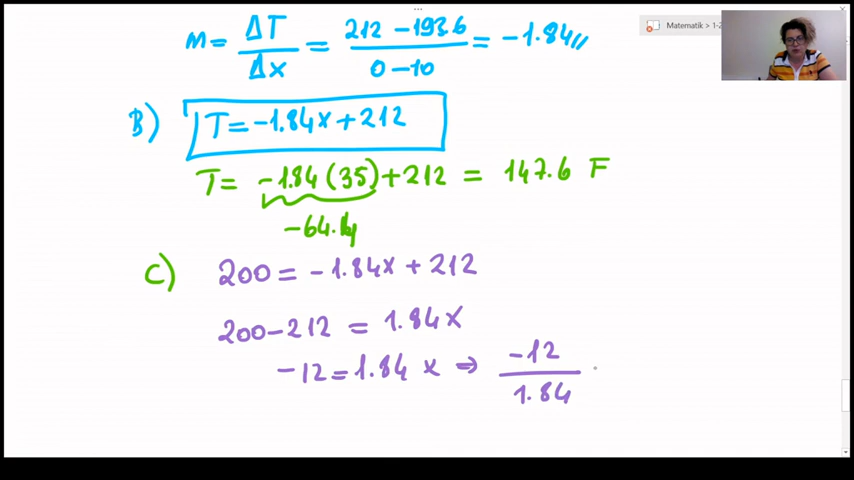 Matematik > 1-2
m = ΔT/Δx = (212 - 193.6)/(0 - 10) = -1.84 //
B) T = -1.84x + 212
T = -1.84 (35) + 212 = 147.6 F
-64.4
C) 200 = -1.84x + 212
200 - 212 = 1.84x
-12 = 1.84 x ⇒ -12/1.84